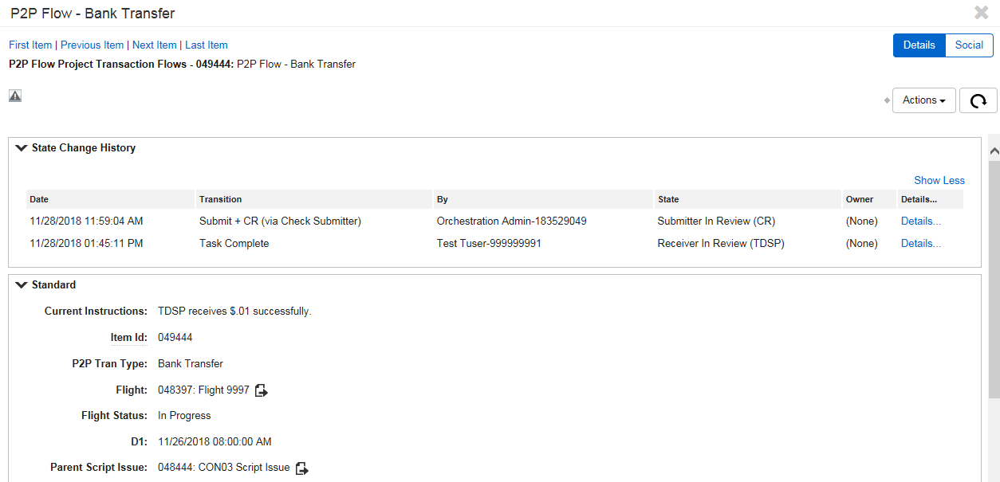 P2P Flow - Bank Transfer
First Item | Previous Item | Next Item | Last Item
Details Social
P2P Flow Project Transaction Flows - 049444: P2P Flow - Bank Transfer
Actions
State Change History
Show Less
Date Transition By State Owner Details...
11/28/2018 11:59:04 AM Submit + CR (via Check Submitter) Orchestration Admin-183529049 Submitter In Review (CR) (None) Details...
11/28/2018 01:45:11 PM Task Complete Test Tuser-999999991 Receiver In Review (TDSP) (None) Details...
Standard
Current Instructions: TDSP receives $.01 successfully.
Item Id: 049444
P2P Tran Type: Bank Transfer
Flight: 048397: Flight 9997
Flight Status: In Progress
D1: 11/26/2018 08:00:00 AM
Parent Script Issue: 048444: CON03 Script Issue